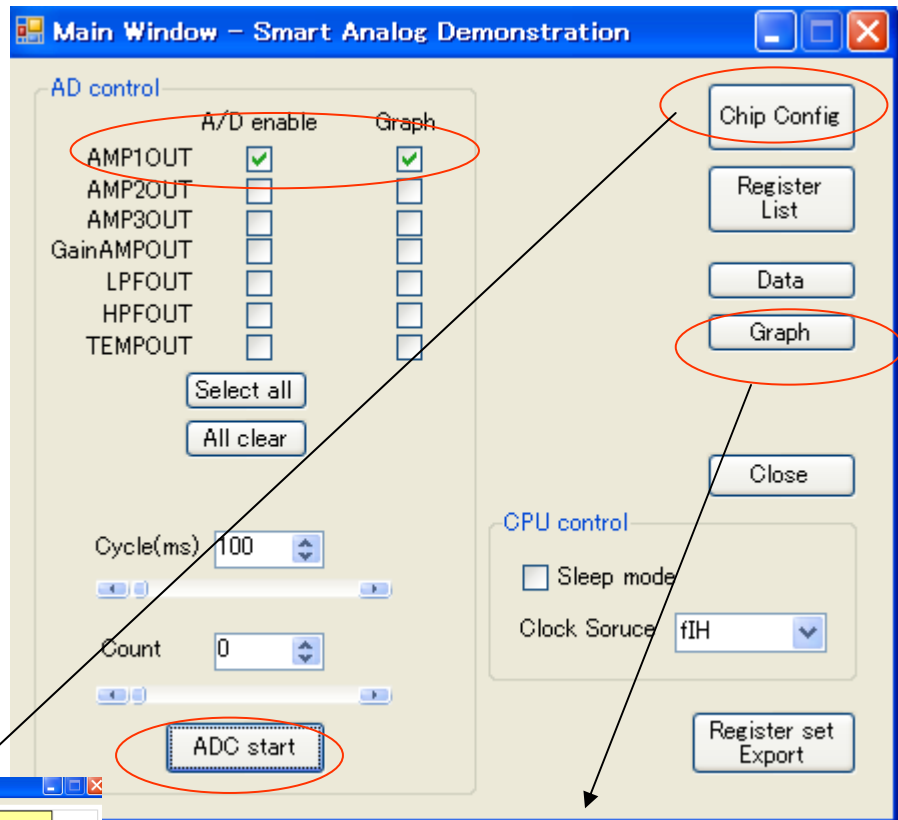 Main Window – Smart Analog Demonstration
AD control
A/D enable Graph
AMP1OUT
AMP2OUT
AMP3OUT
GainAMPOUT
LPFOUT
HPFOUT
TEMPOUT
Select all
All clear
Cycle(ms) 100
Count 0
ADC start
Chip Config
Register
List
Data
Graph
Close
CPU control
Sleep mode
Clock Soruce fIH
Register set
Export